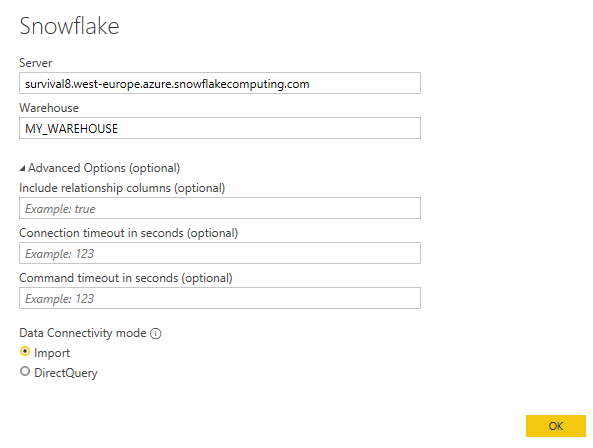 Snowflake
Server
survival8.west-europe.azure.snowflakecomputing.com
Warehouse
MY_WAREHOUSE
Advanced Options (optional)
Include relationship columns (optional)
Example: true
Connection timeout in seconds (optional)
Example: 123
Command timeout in seconds (optional)
Example: 123
Data Connectivity mode
Import
DirectQuery
OK